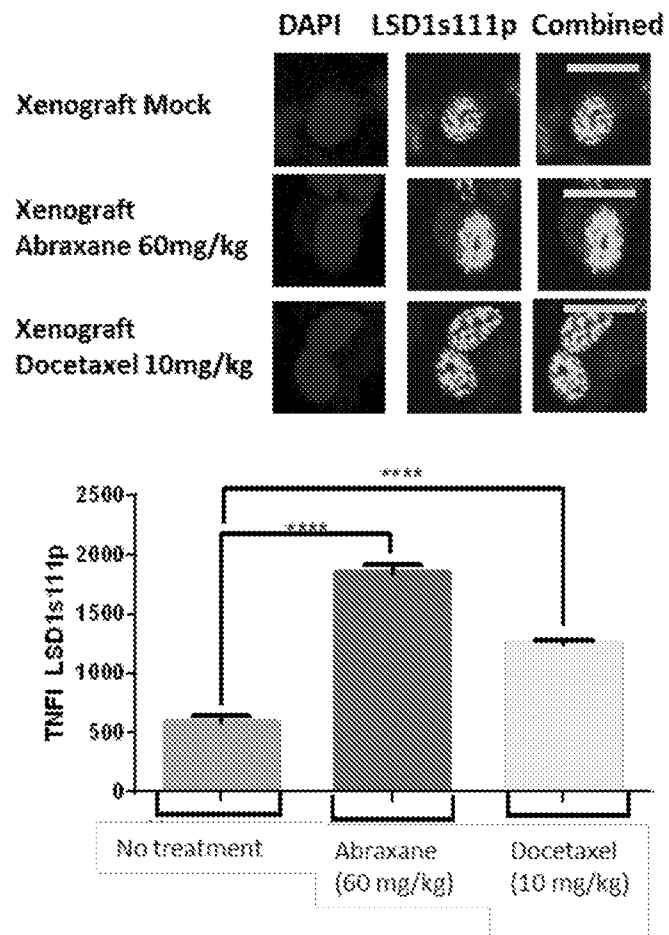 DAPI LSD1s111p Combined
Xenograft Mock
Xenograft
Abraxane 60mg/kg
Xenograft
Docetaxel 10mg/kg
****
****
2500
2000
1500
1000
500
0
TNFI LSD1s111p
No treatment
Abraxane
(60 mg/kg)
Docetaxel
(10 mg/kg)